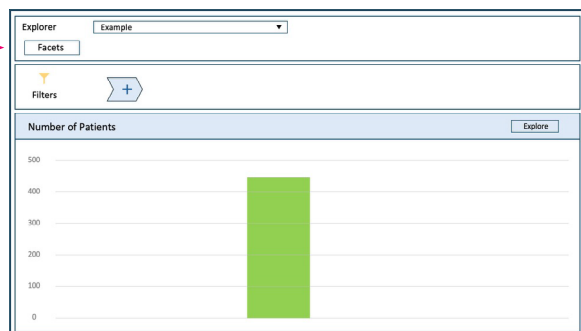 Explorer Example
Facets
Filters
+
Number of Patients Explore
500
400
300
200
100
0